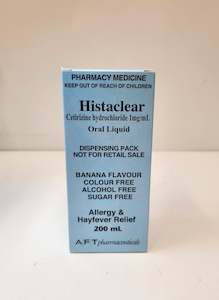 PHARMACY MEDICINE
KEEP OUT OF REACH OF CHILDREN
Histaclear
Cetirizine hydrochloride 1mg/mL
Oral Liquid
DISPENSING PACK
NOT FOR RETAIL SALE
BANANA FLAVOUR
COLOUR FREE
ALCOHOL FREE
SUGAR FREE
Allergy &
Hayfever Relief
200 mL
AFT pharmaceuticals